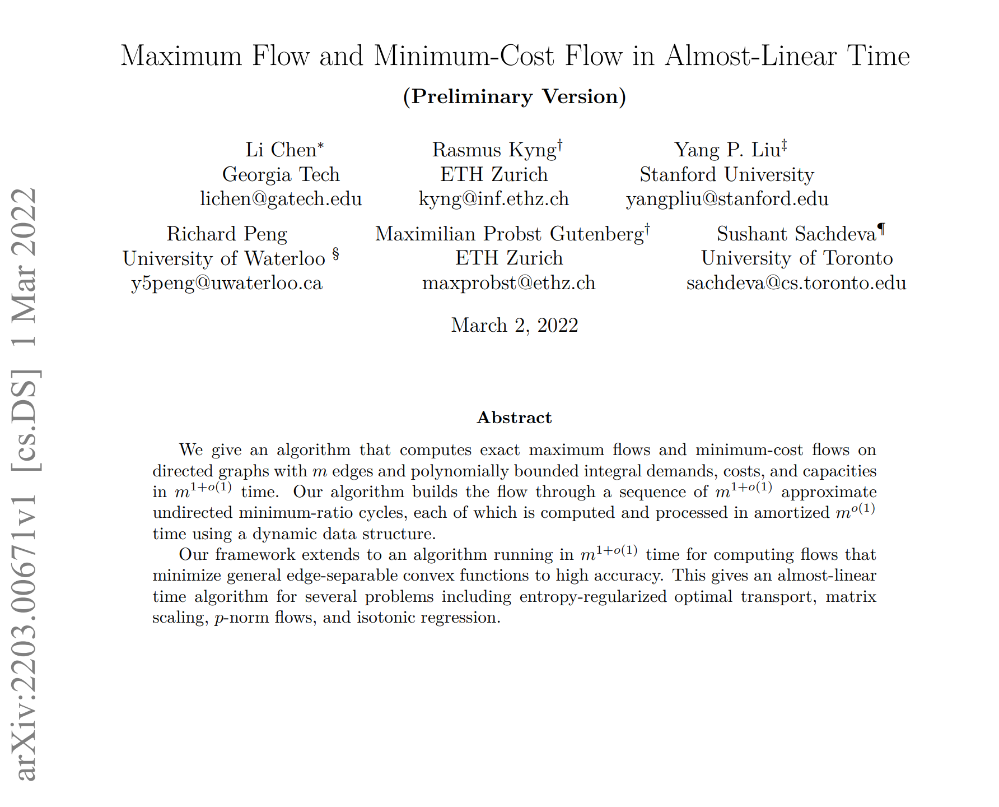 Maximum Flow and Minimum-Cost Flow in Almost-Linear Time
(Preliminary Version)
Li Chen*
Georgia Tech
lichen@gatech.edu
Rasmus Kyng†
ETH Zurich
kyng@inf.ethz.ch
Yang P. Liu‡
Stanford University
yangpliu@stanford.edu
Richard Peng
University of Waterloo §
y5peng@uwaterloo.ca
Maximilian Probst Gutenberg†
ETH Zurich
maxprobst@ethz.ch
Sushant Sachdeva¶
University of Toronto
sachdeva@cs.toronto.edu
March 2, 2022
Abstract
We give an algorithm that computes exact maximum flows and minimum-cost flows on
directed graphs with m edges and polynomially bounded integral demands, costs, and capacities
in m^{1+o(1)} time. Our algorithm builds the flow through a sequence of m^{1+o(1)} approximate
undirected minimum-ratio cycles, each of which is computed and processed in amortized m^{o(1)}
time using a dynamic data structure.
Our framework extends to an algorithm running in m^{1+o(1)} time for computing flows that
minimize general edge-separable convex functions to high accuracy. This gives an almost-linear
time algorithm for several problems including entropy-regularized optimal transport, matrix
scaling, p-norm flows, and isotonic regression.
arXiv:2203.00671v1 [cs.DS] 1 Mar 2022